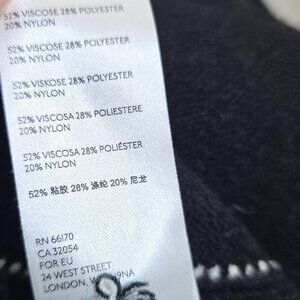 52% VISCOSE 28% POLYESTER
20% NYLON
52% VISCOSE 28% POLYESTER
20% NYLON
52% VISKOSE 28% POLYESTER
20% NYLON
52% VISCOSA 28% POLIESTERE
20% NYLON
52% VISCOSA 28% POLIÉSTER
20% NYLON
52% 粘胶 28% 涤纶 20% 尼龙
RN 66170
CA 32054
FOR EU
24 WEST STREET
LONDON,